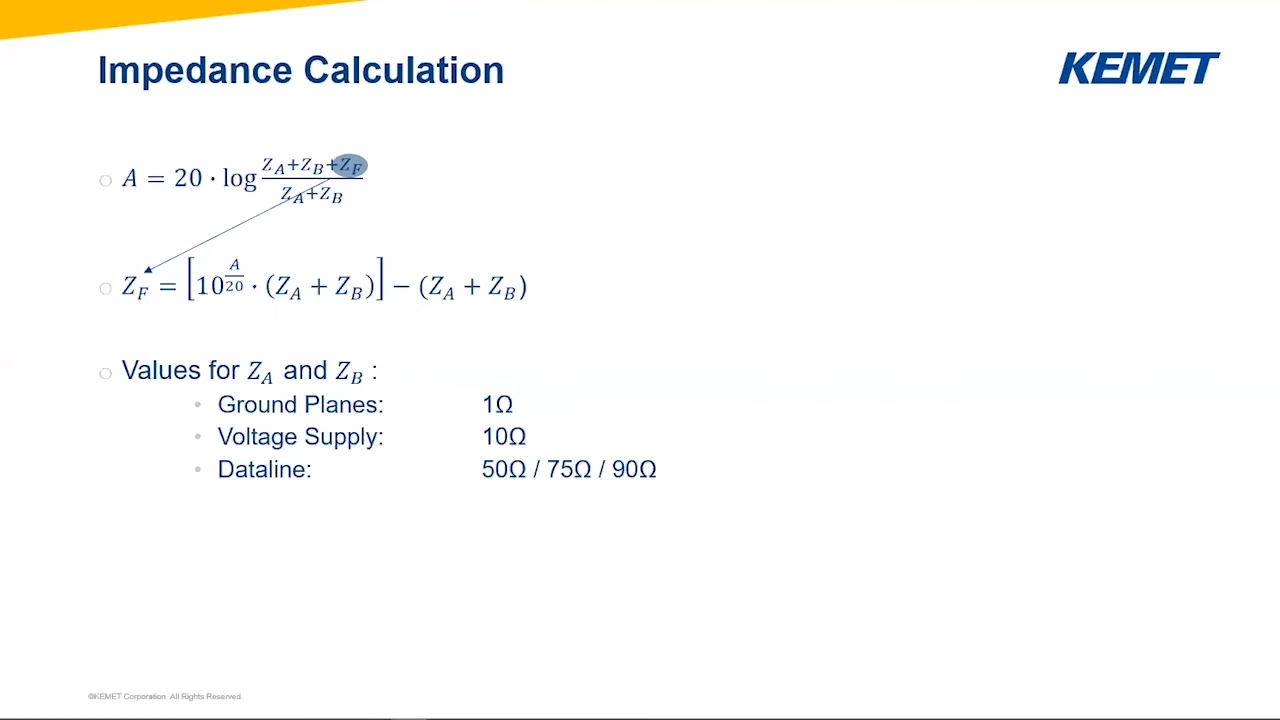 Impedance Calculation
KEMET
A = 20 · log (Z_A+Z_B+Z_F)/(Z_A+Z_B)
Z_F = [10^(A/20) · (Z_A + Z_B)] − (Z_A + Z_B)
Values for Z_A and Z_B :
Ground Planes: 1Ω
Voltage Supply: 10Ω
Dataline: 50Ω / 75Ω / 90Ω
©KEMET Corporation. All Rights Reserved.